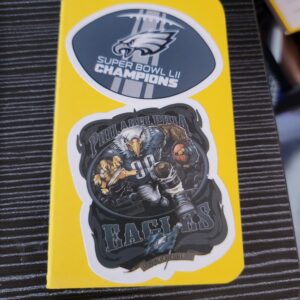 SUPER BOWL LII
CHAMPIONS
PHILADELPHIA
EAGLES